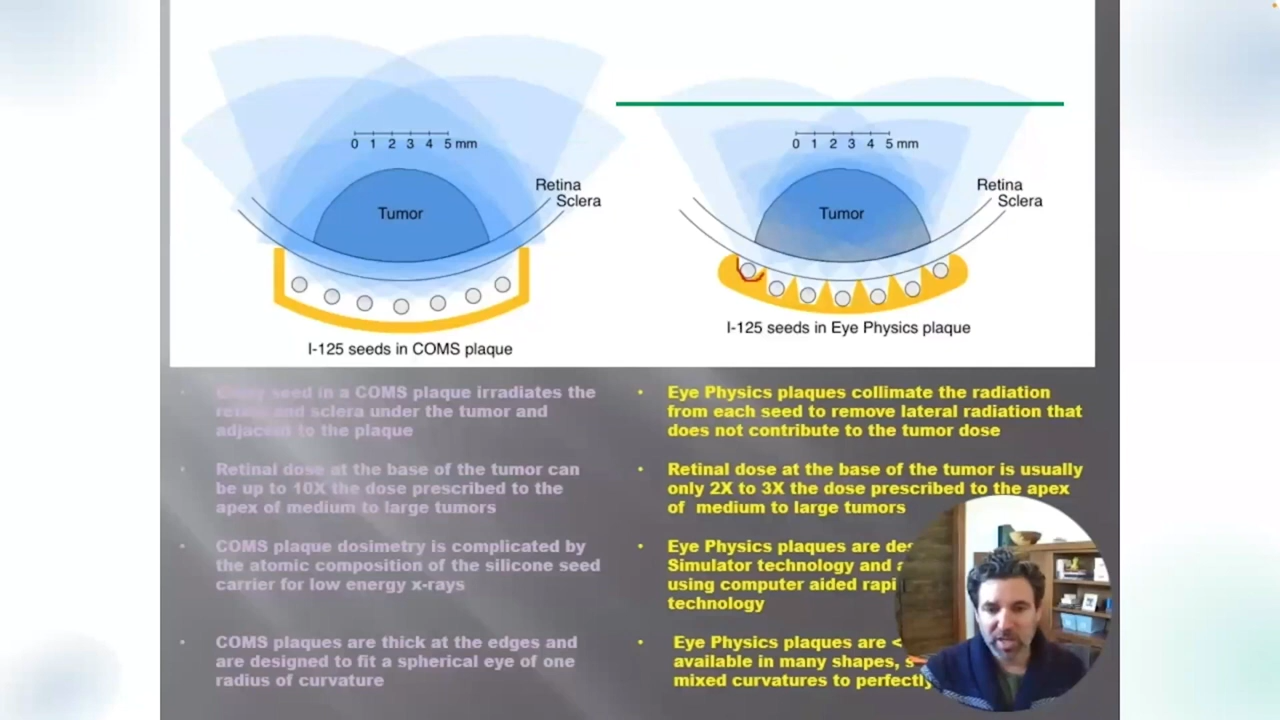 0 1 2 3 4 5 mm
Retina
Sclera
Tumor
I-125 seeds in COMS plaque
0 1 2 3 4 5 mm
Retina
Sclera
Tumor
I-125 seeds in Eye Physics plaque
seed in a COMS plaque irradiates the
and sclera under the tumor and
adjacent to the plaque
Retinal dose at the base of the tumor can
be up to 10X the dose prescribed to the
apex of medium to large tumors
COMS plaque dosimetry is complicated by
the atomic composition of the silicone seed
carrier for low energy x-rays
COMS plaques are thick at the edges and
are designed to fit a spherical eye of one
radius of curvature
Eye Physics plaques collimate the radiation
from each seed to remove lateral radiation that
does not contribute to the tumor dose
Retinal dose at the base of the tumor is usually
only 2X to 3X the dose prescribed to the apex
of medium to large tumors
Eye Physics plaques are
Simulator technology and
using computer aided
technology
Eye Physics plaques are <
available in many shapes,
mixed curvatures to perfectly